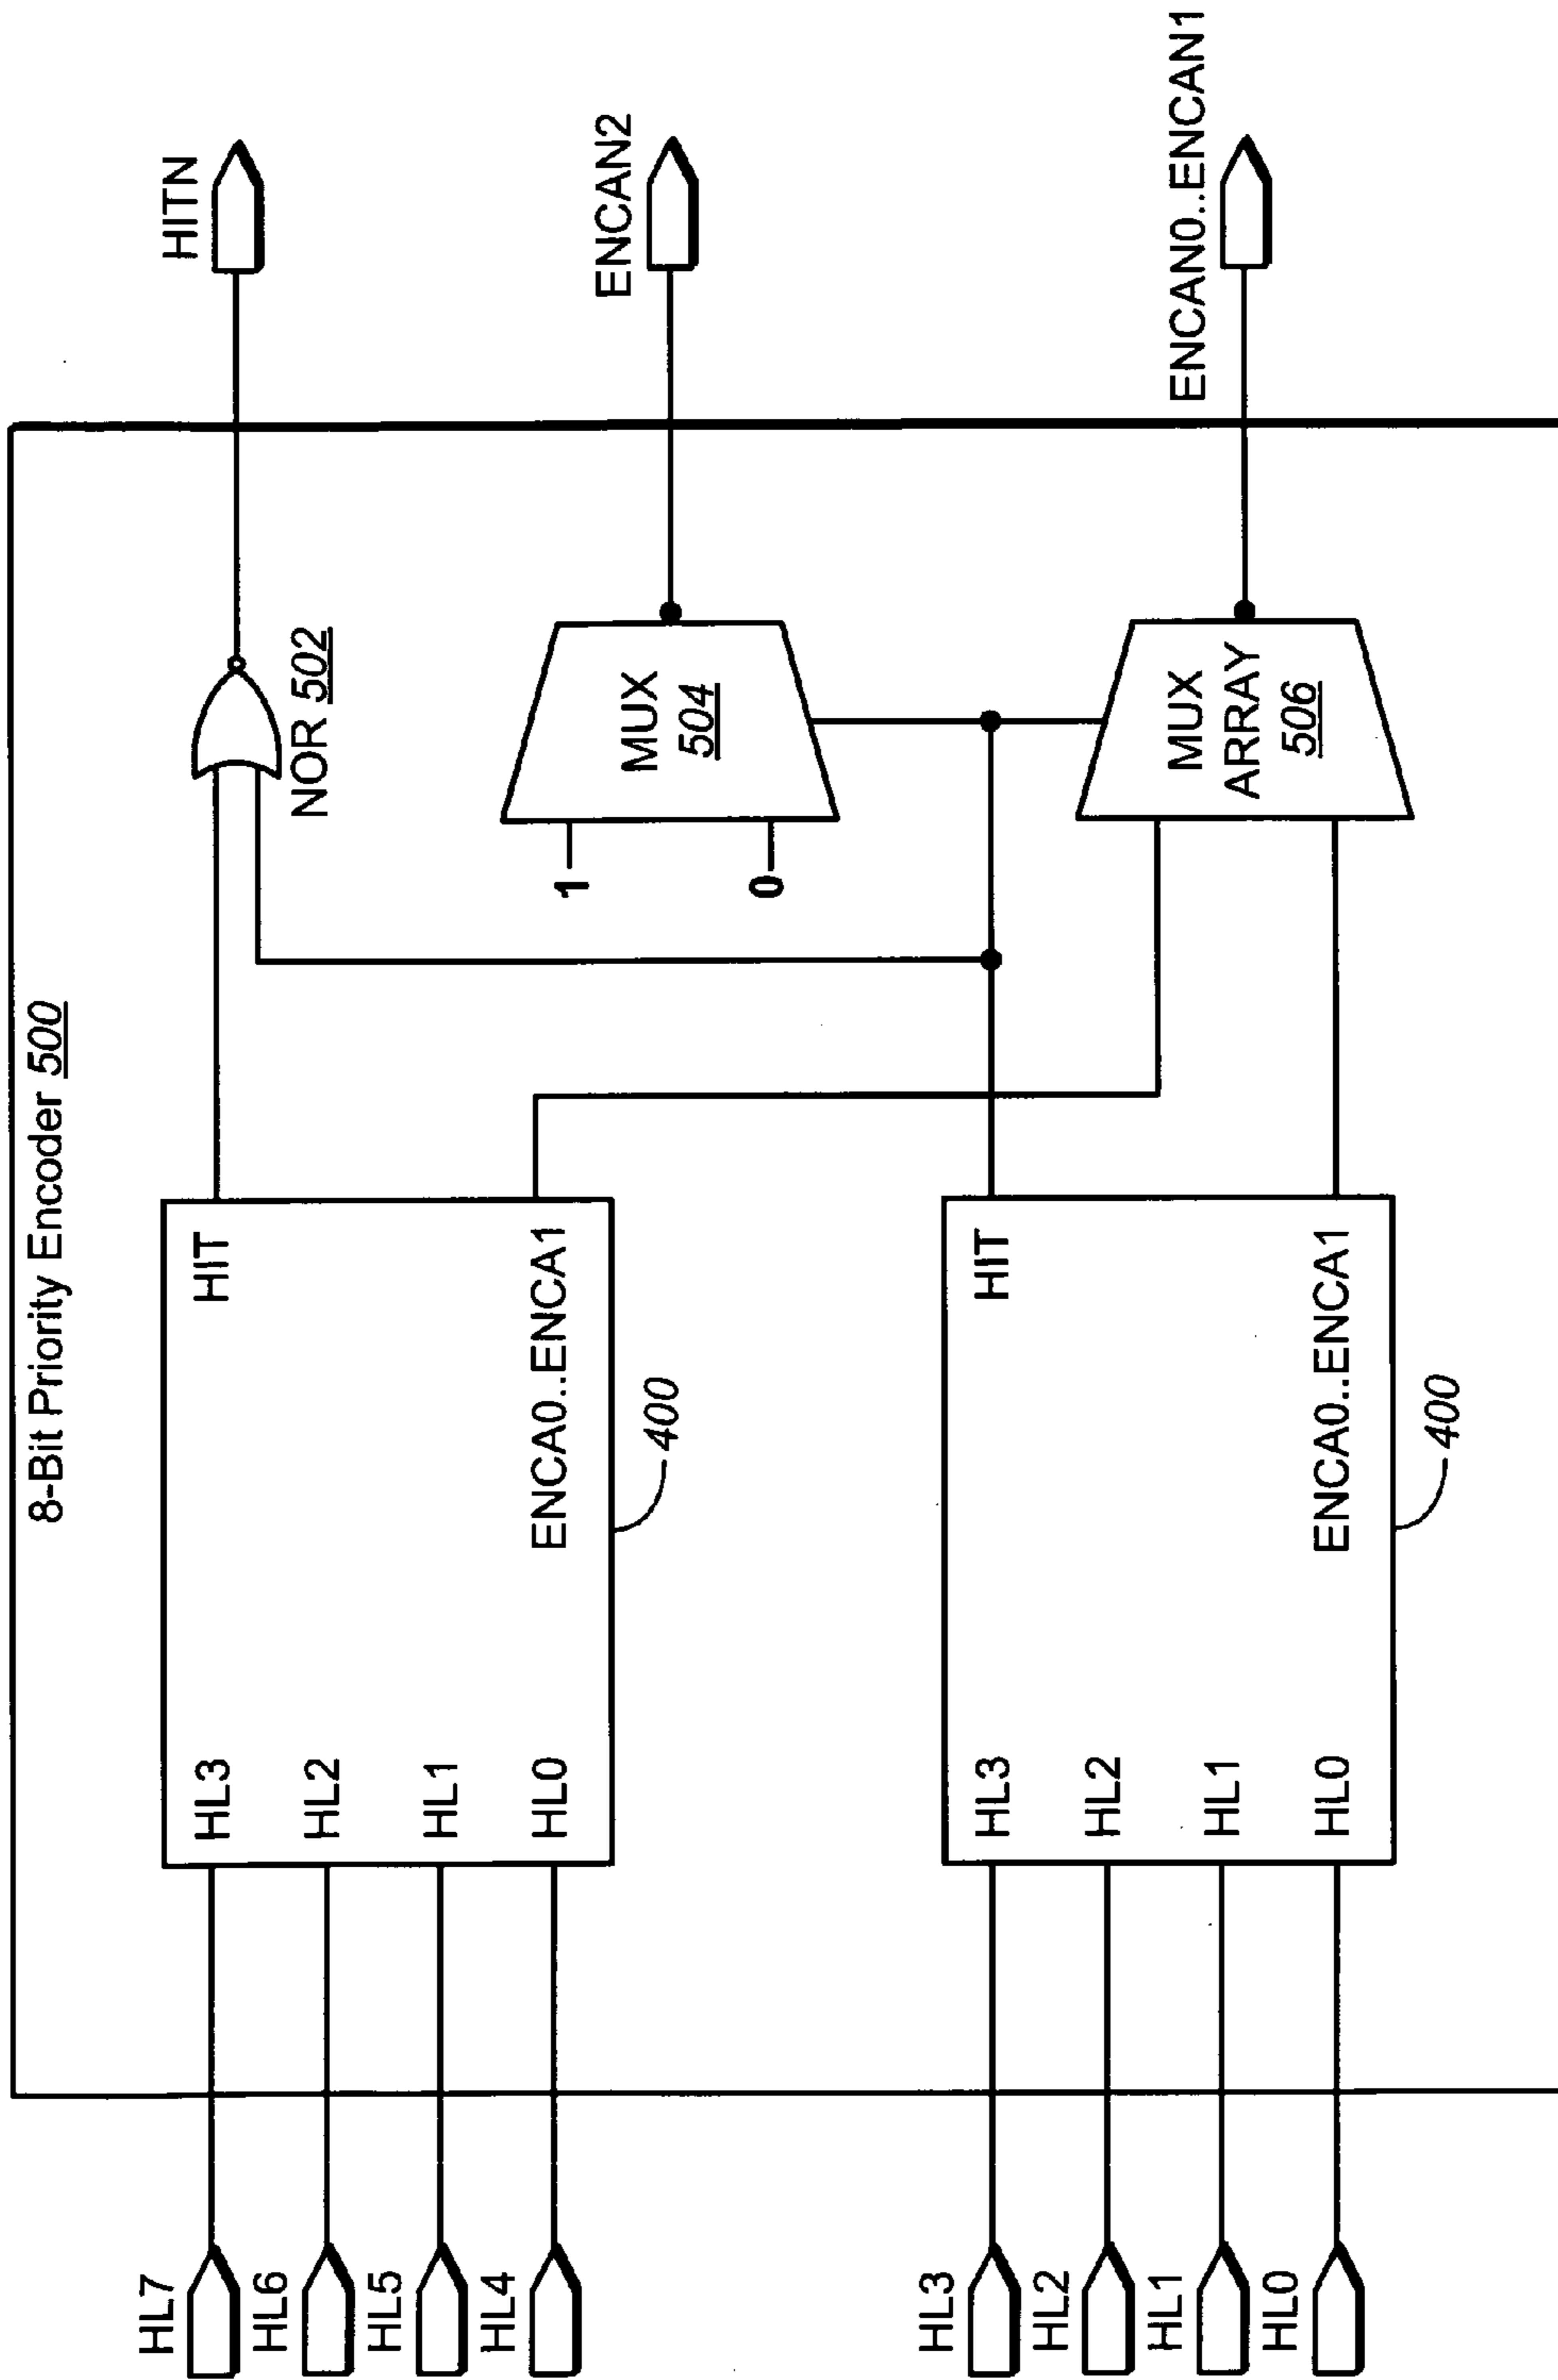 8-Bit Priority Encoder 500
HL7
HL6
HL5
HL4
HL3
HL2
HL1
HL0
HIT
ENCA0..ENCA1
400
NOR 502
HITN
1
0
MUX
504
ENCAN2
HL3
HL2
HL1
HL0
HL3
HL2
HL1
HL0
HIT
ENCA0..ENCA1
400
MUX
ARRAY
506
ENCAN0..ENCAN1